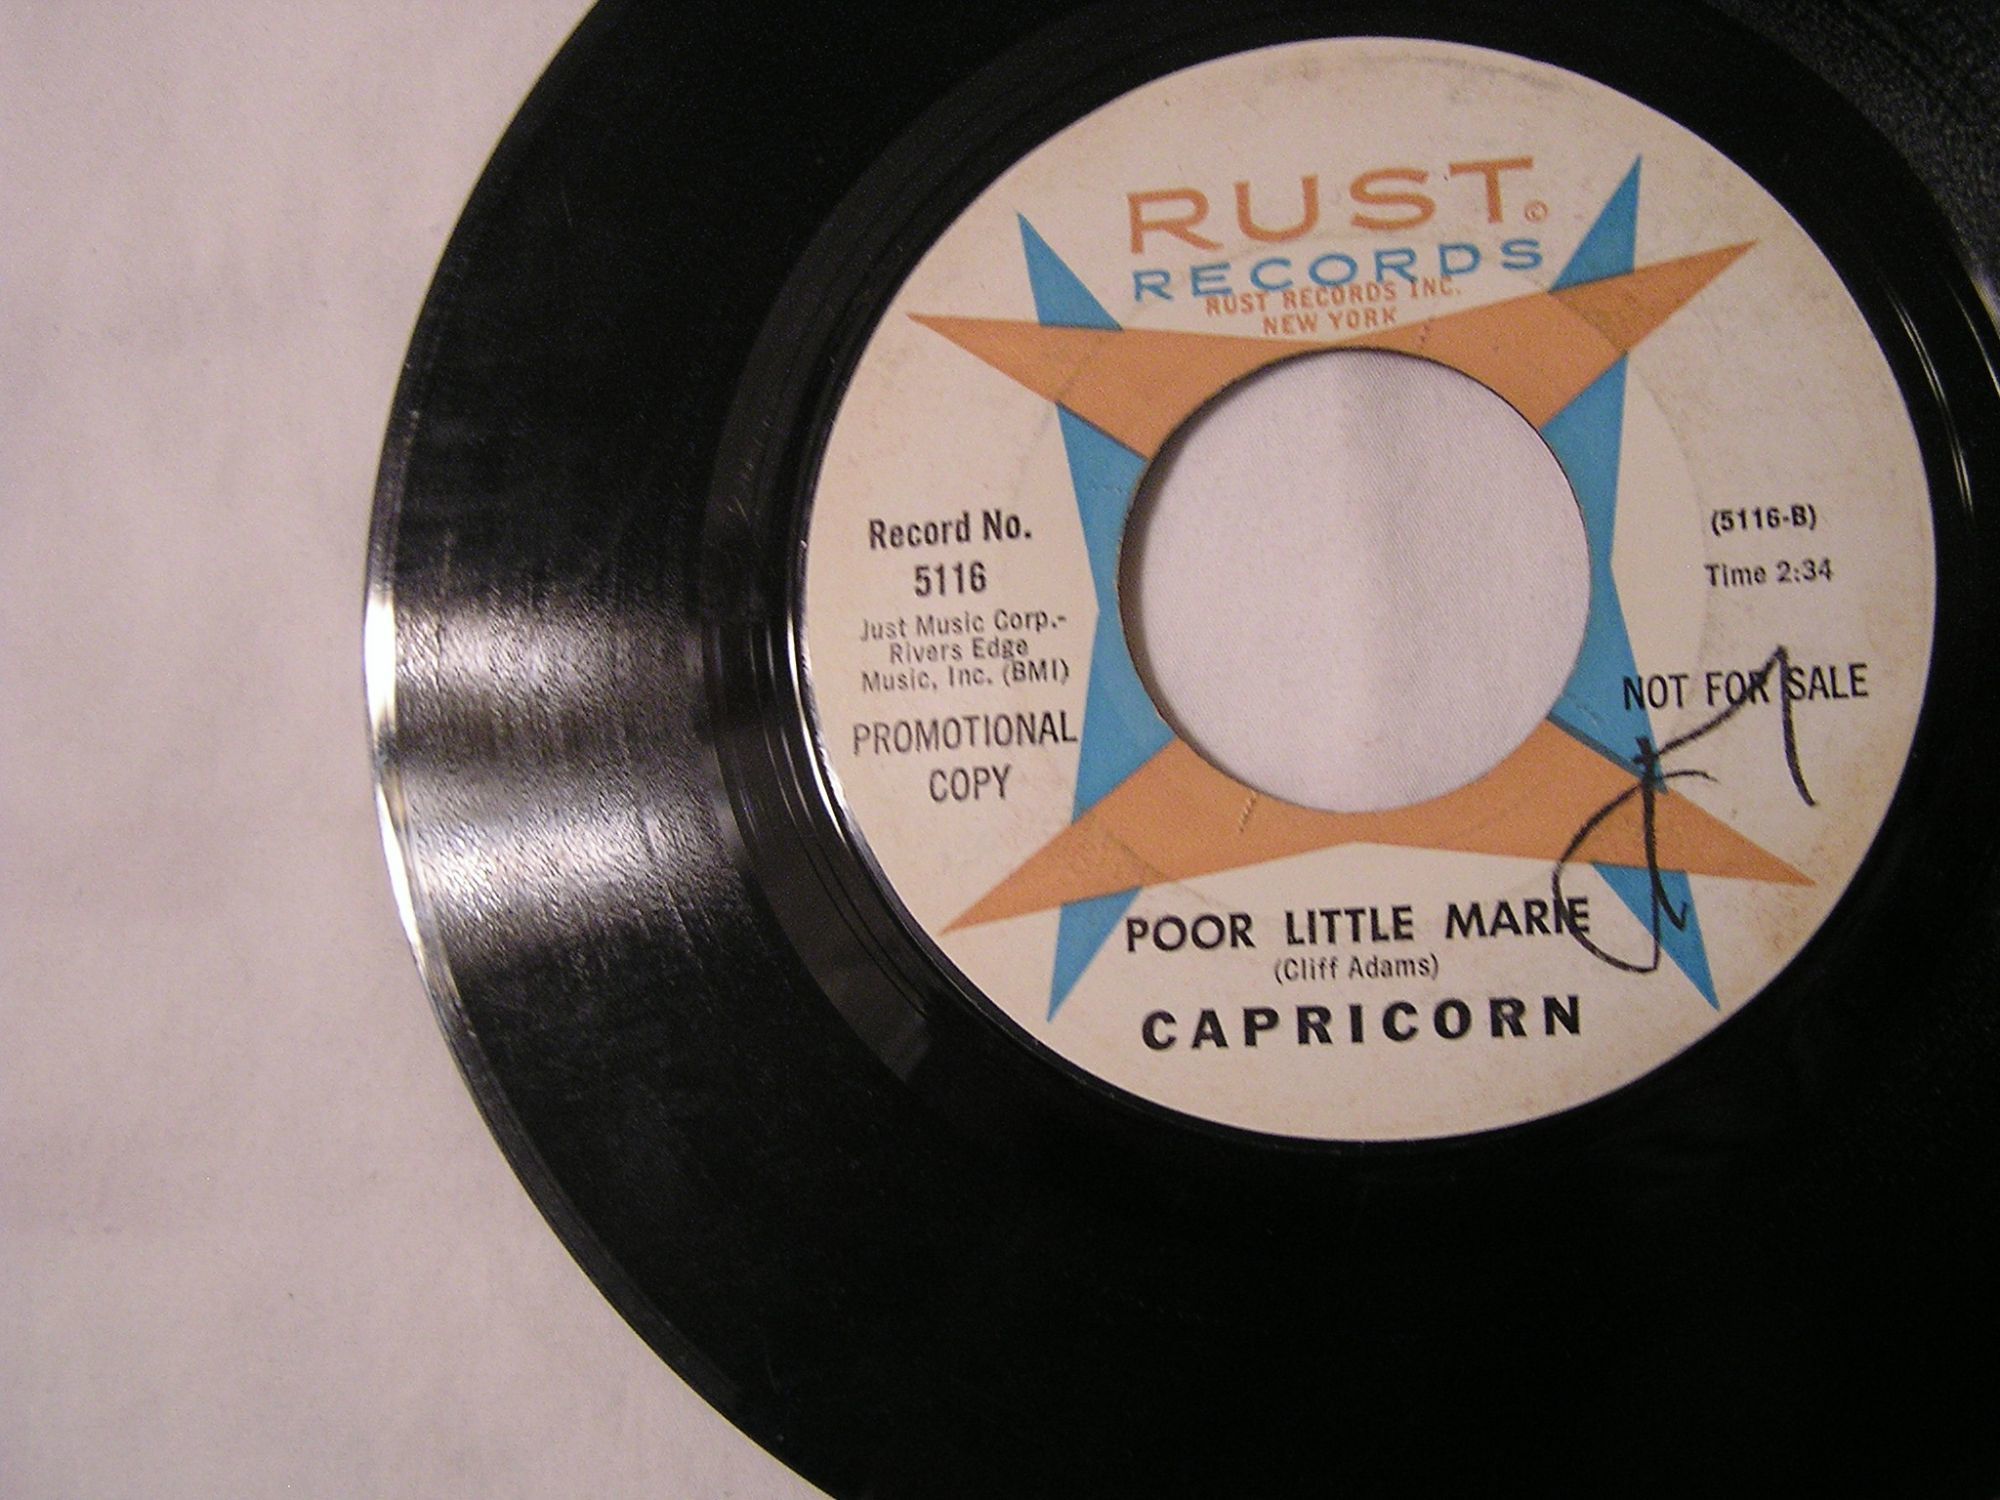 RUST ©
RECORDS
RUST RECORDS INC.
NEW YORK
Record No.
5116
Just Music Corp.-
Rivers Edge
Music, Inc. (BMI)
PROMOTIONAL
COPY
(5116-B)
Time 2:34
NOT FOR SALE
POOR LITTLE MARIE
(Cliff Adams)
CAPRICORN